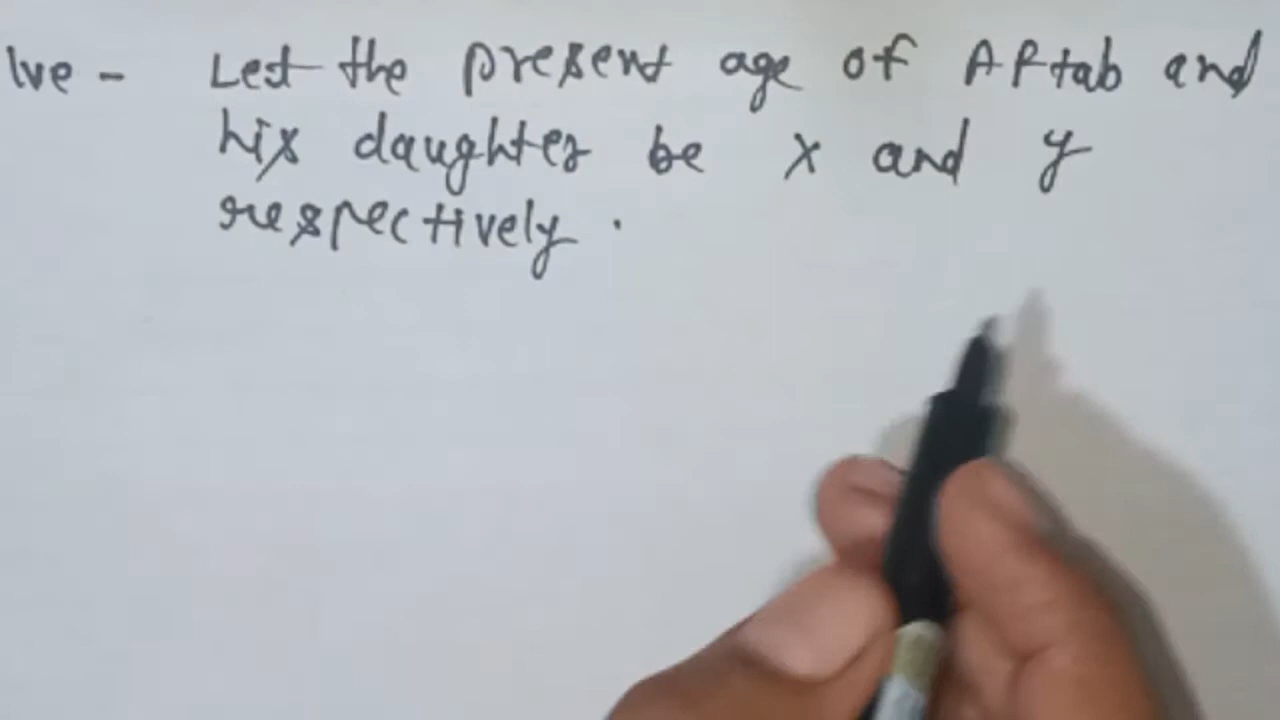 lve - Let the present age of Aftab and
his daughter be x and y
respectively .